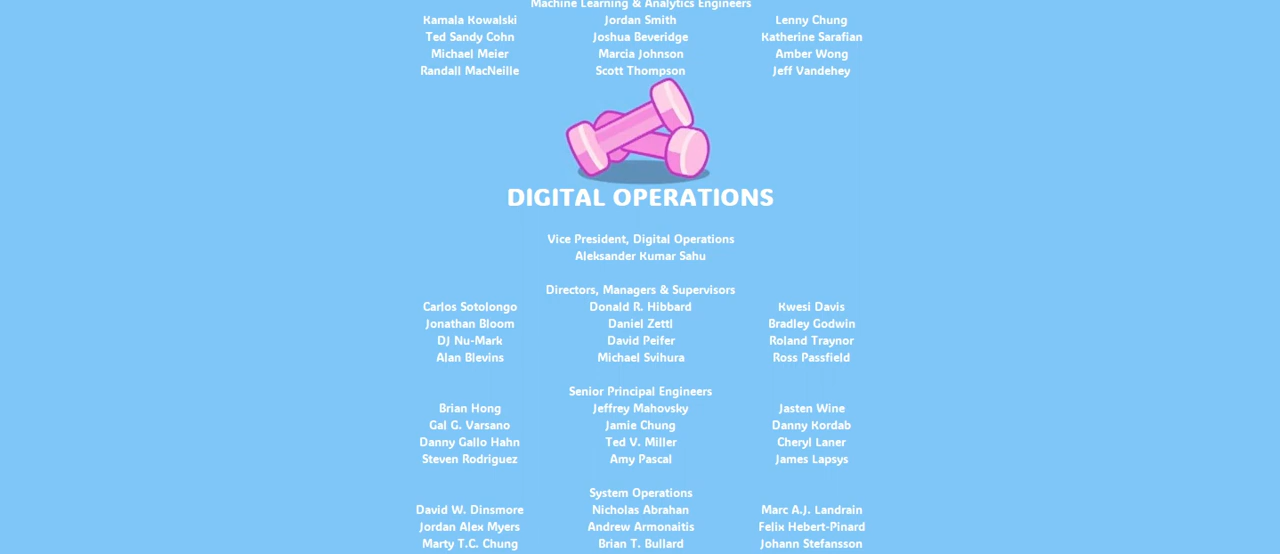 Machine Learning & Analytics Engineers
Kamala Kowalski Jordan Smith Lenny Chung
Ted Sandy Cohn Joshua Beveridge Katherine Sarafian
Michael Meier Marcia Johnson Amber Wong
Randall MacNeille Scott Thompson Jeff Vandehey
DIGITAL OPERATIONS
Vice President, Digital Operations
Aleksander Kumar Sahu
Directors, Managers & Supervisors
Carlos Sotolongo Donald R. Hibbard Kwesi Davis
Jonathan Bloom Daniel Zettl Bradley Godwin
DJ Nu-Mark David Peifer Roland Traynor
Alan Blevins Michael Svihura Ross Passfield
Senior Principal Engineers
Brian Hong Jeffrey Mahovsky Jasten Wine
Gal G. Varsano Jamie Chung Danny Kordab
Danny Gallo Hahn Ted V. Miller Cheryl Laner
Steven Rodriguez Amy Pascal James Lapsys
System Operations
David W. Dinsmore Nicholas Abrahan Marc A.J. Landrain
Jordan Alex Myers Andrew Armonaitis Felix Hebert-Pinard
Marty T.C. Chung Brian T. Bullard Johann Stefansson